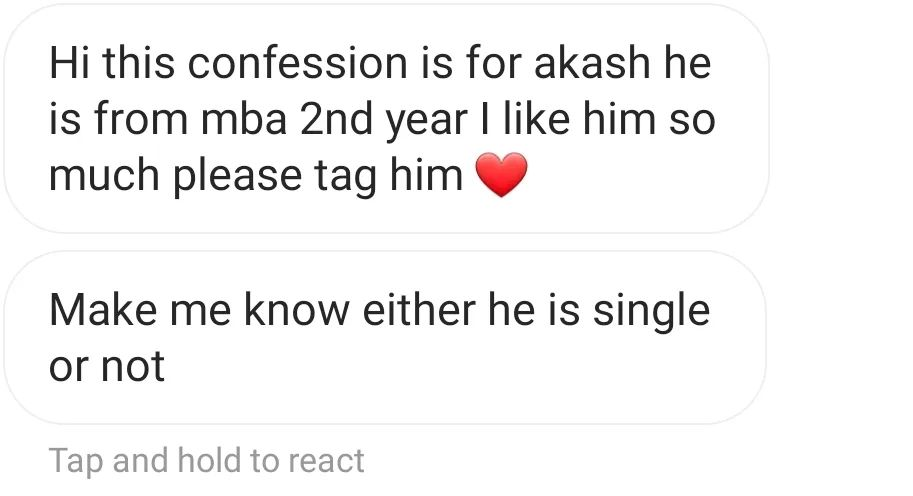 Hi this confession is for akash he
is from mba 2nd year I like him so
much please tag him ❤️
Make me know either he is single
or not
Tap and hold to react